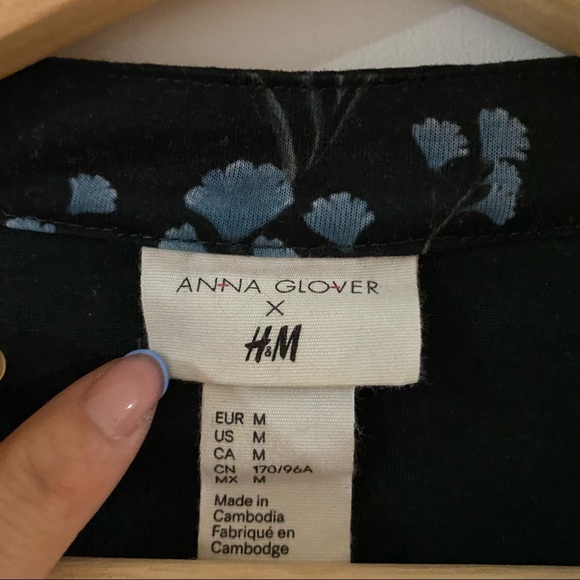 ANNA GLOVER
X
H&M
EUR M
US M
CA M
CN 170/96A
MX M
Made in
Cambodia
Fabriqué en
Cambodge